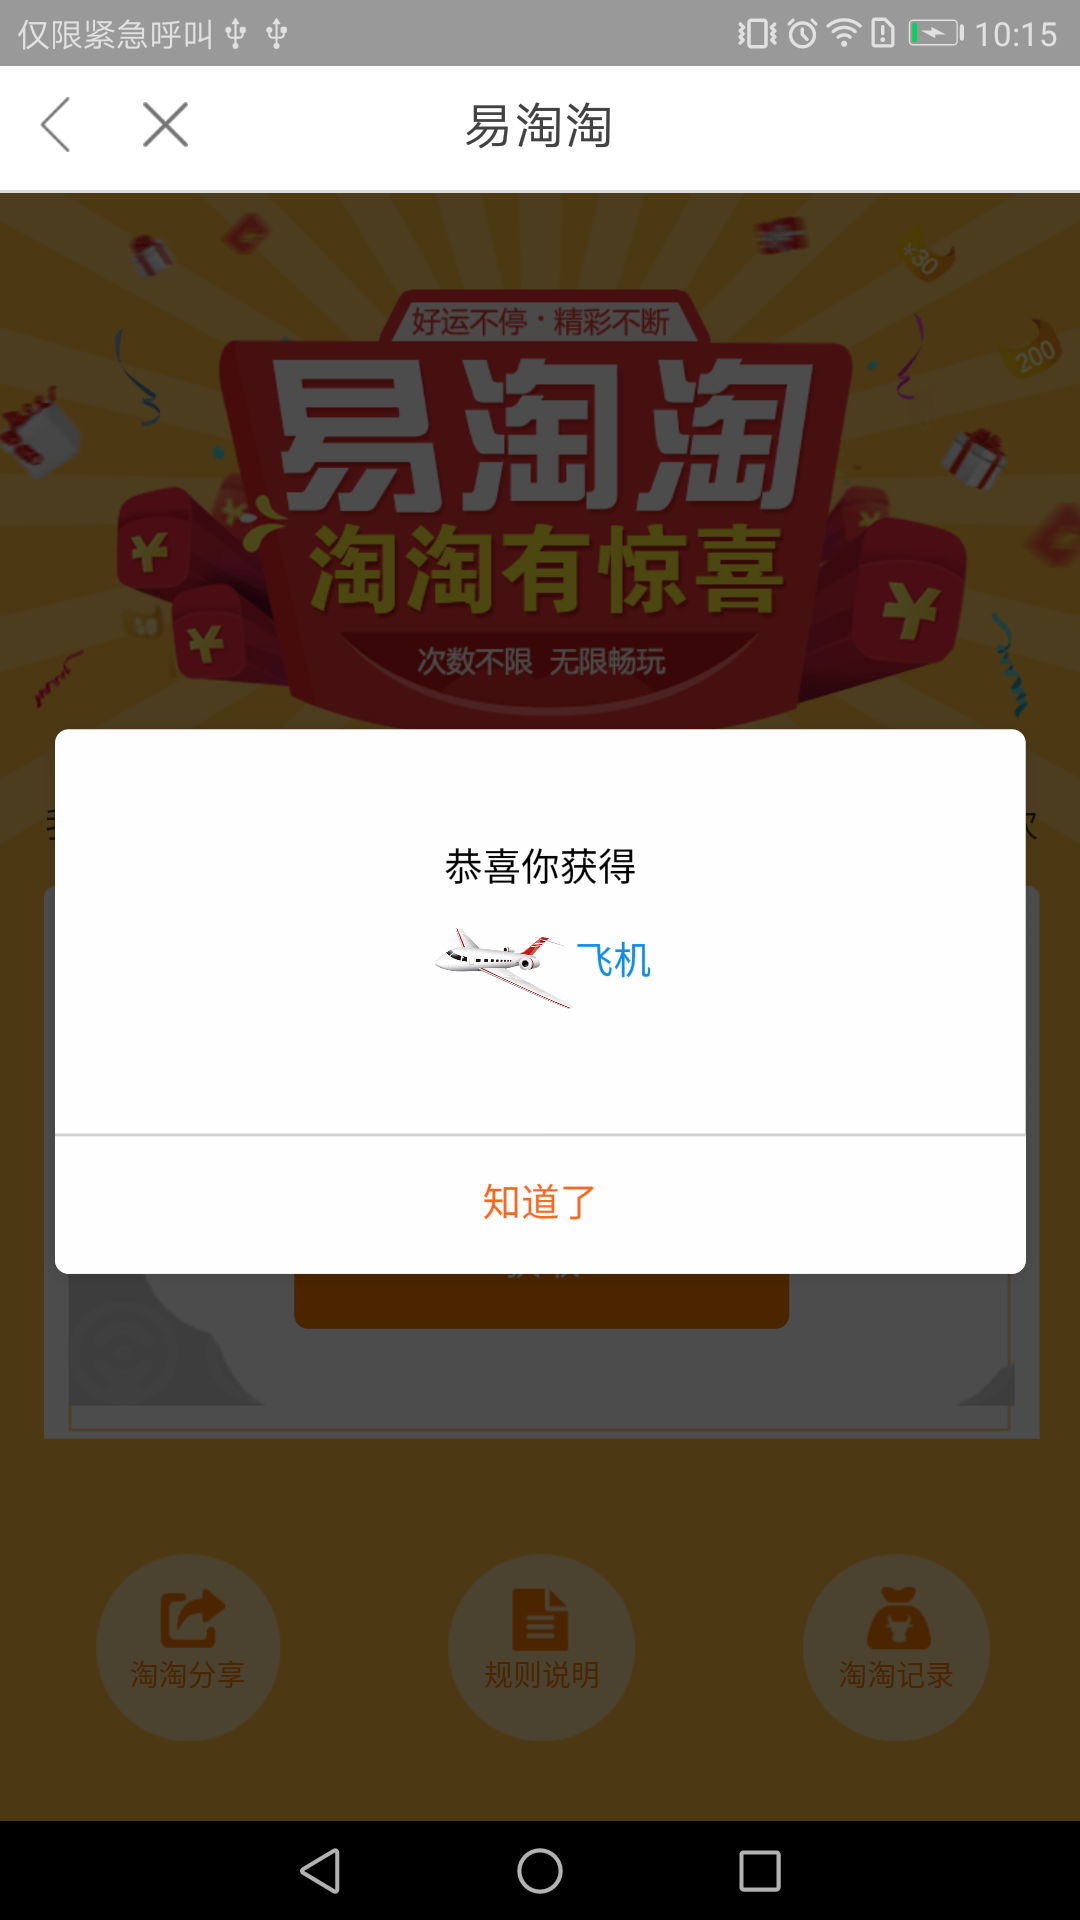 仅限紧急呼叫 10:15
易淘淘
*30
好运不停·精彩不断
200
易淘淘
淘淘有惊喜
¥
¥
¥
¥
¥
次数不限 无限畅玩
恭喜你获得
飞机
知道了
淘淘分享
规则说明
淘淘记录